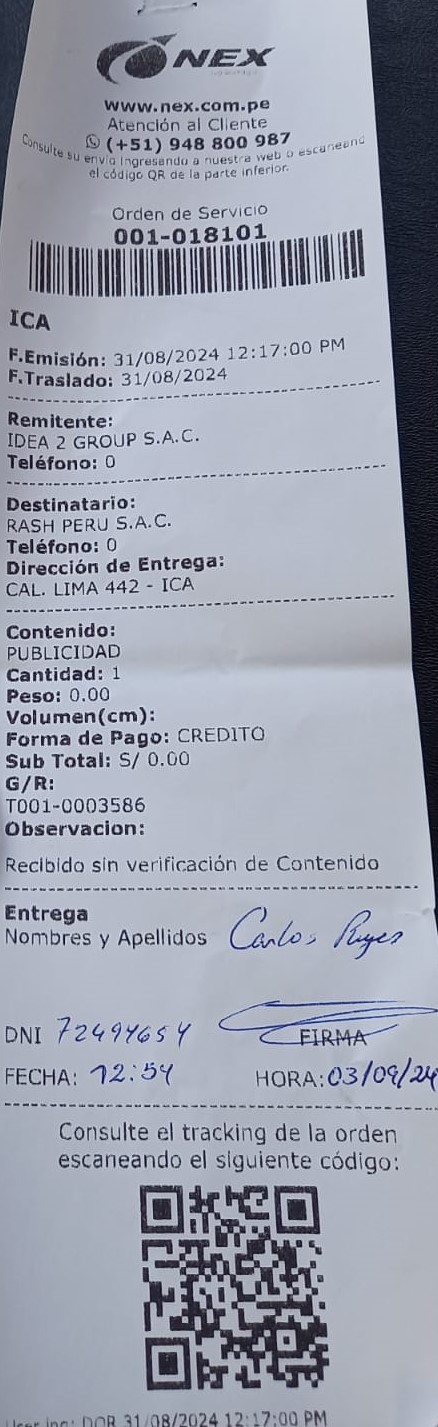 NEX
www.nex.com.pe
Atención al Cliente
(+51) 948 800 987
Consulte su envío ingresando a nuestra web o escaneand
el código QR de la parte inferior.
Orden de Servicio
001-018101
ICA
F.Emisión: 31/08/2024 12:17:00 PM
F.Traslado: 31/08/2024
Remitente:
IDEA 2 GROUP S.A.C.
Teléfono: 0
Destinatario:
RASH PERU S.A.C.
Teléfono: 0
Dirección de Entrega:
CAL. LIMA 442 - ICA
Contenido:
PUBLICIDAD
Cantidad: 1
Peso: 0.00
Volumen(cm):
Forma de Pago: CREDITO
Sub Total: S/ 0.00
G/R:
T001-0003586
Observacion:
Recibido sin verificación de Contenido
Entrega
Nombres y Apellidos Carlos Reyes
DNI 72497654
FIRMA
FECHA: 12:54 HORA: 03/09/24
Consulte el tracking de la orden
escaneando el siguiente código:
User ing: DOR 31/08/2024 12:17:00 PM